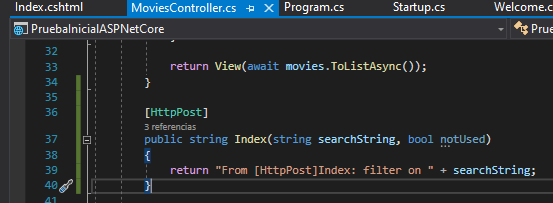 Index.cshtml MoviesController.cs Program.cs Startup.cs Welcome.c
PruebaInicialASPNetCore Prue
32 }
33 return View(await movies.ToListAsync());
34 }
35
36 [HttpPost]
3 referencias
37 public string Index(string searchString, bool notUsed)
38 {
39 return "From [HttpPost]Index: filter on " + searchString;
40 }
41